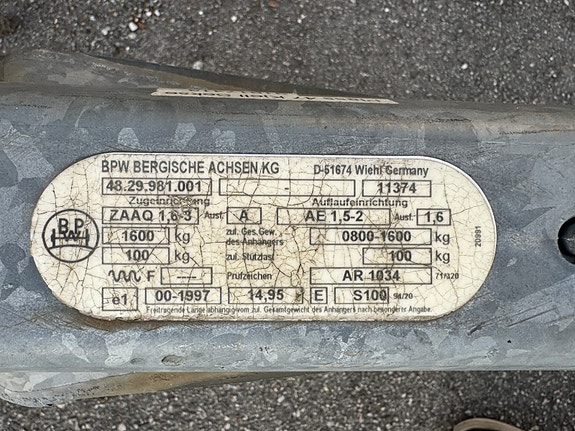 BPW BERGISCHE ACHSEN KG D-51674 Wiehl Germany
48.29.981.001 - 11374
Zugeinrichtung Auflaufeinrichtung
ZAAQ 1,6-3 Ausf. A AE 1,5-2 Ausf. 1,6
1600 kg zul. Ges.Gew. des Anhängers 0800-1600 kg
100 kg zul. Stützlast 100 kg
F ---- Prüfzeichen AR 1034 71/320
e1 00-1997 14,95 E S100 94/20
Freitragende Länge abhängig vom zul. Gesamtgewicht des Anhängers nach besonderer Angabe.
BPW
20991